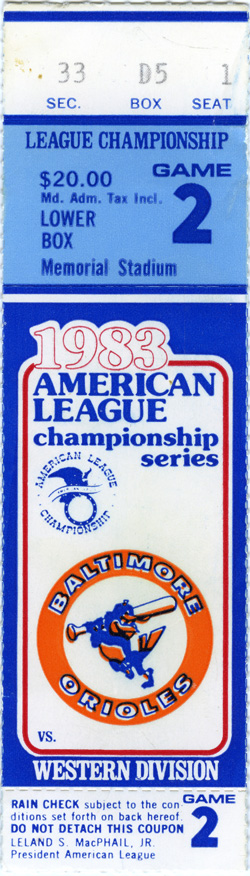 33 D5 1
SEC. BOX SEAT
LEAGUE CHAMPIONSHIP
$20.00
Md. Adm. Tax Incl.
LOWER
BOX
Memorial Stadium
GAME
2
1983
AMERICAN
LEAGUE
championship
series
AMERICAN LEAGUE
CHAMPIONSHIP
BALTIMORE
ORIOLES
VS.
WESTERN DIVISION
RAIN CHECK subject to the con-
ditions set forth on back hereof.
DO NOT DETACH THIS COUPON
LELAND S. MacPHAIL, JR.
President American League
GAME
2